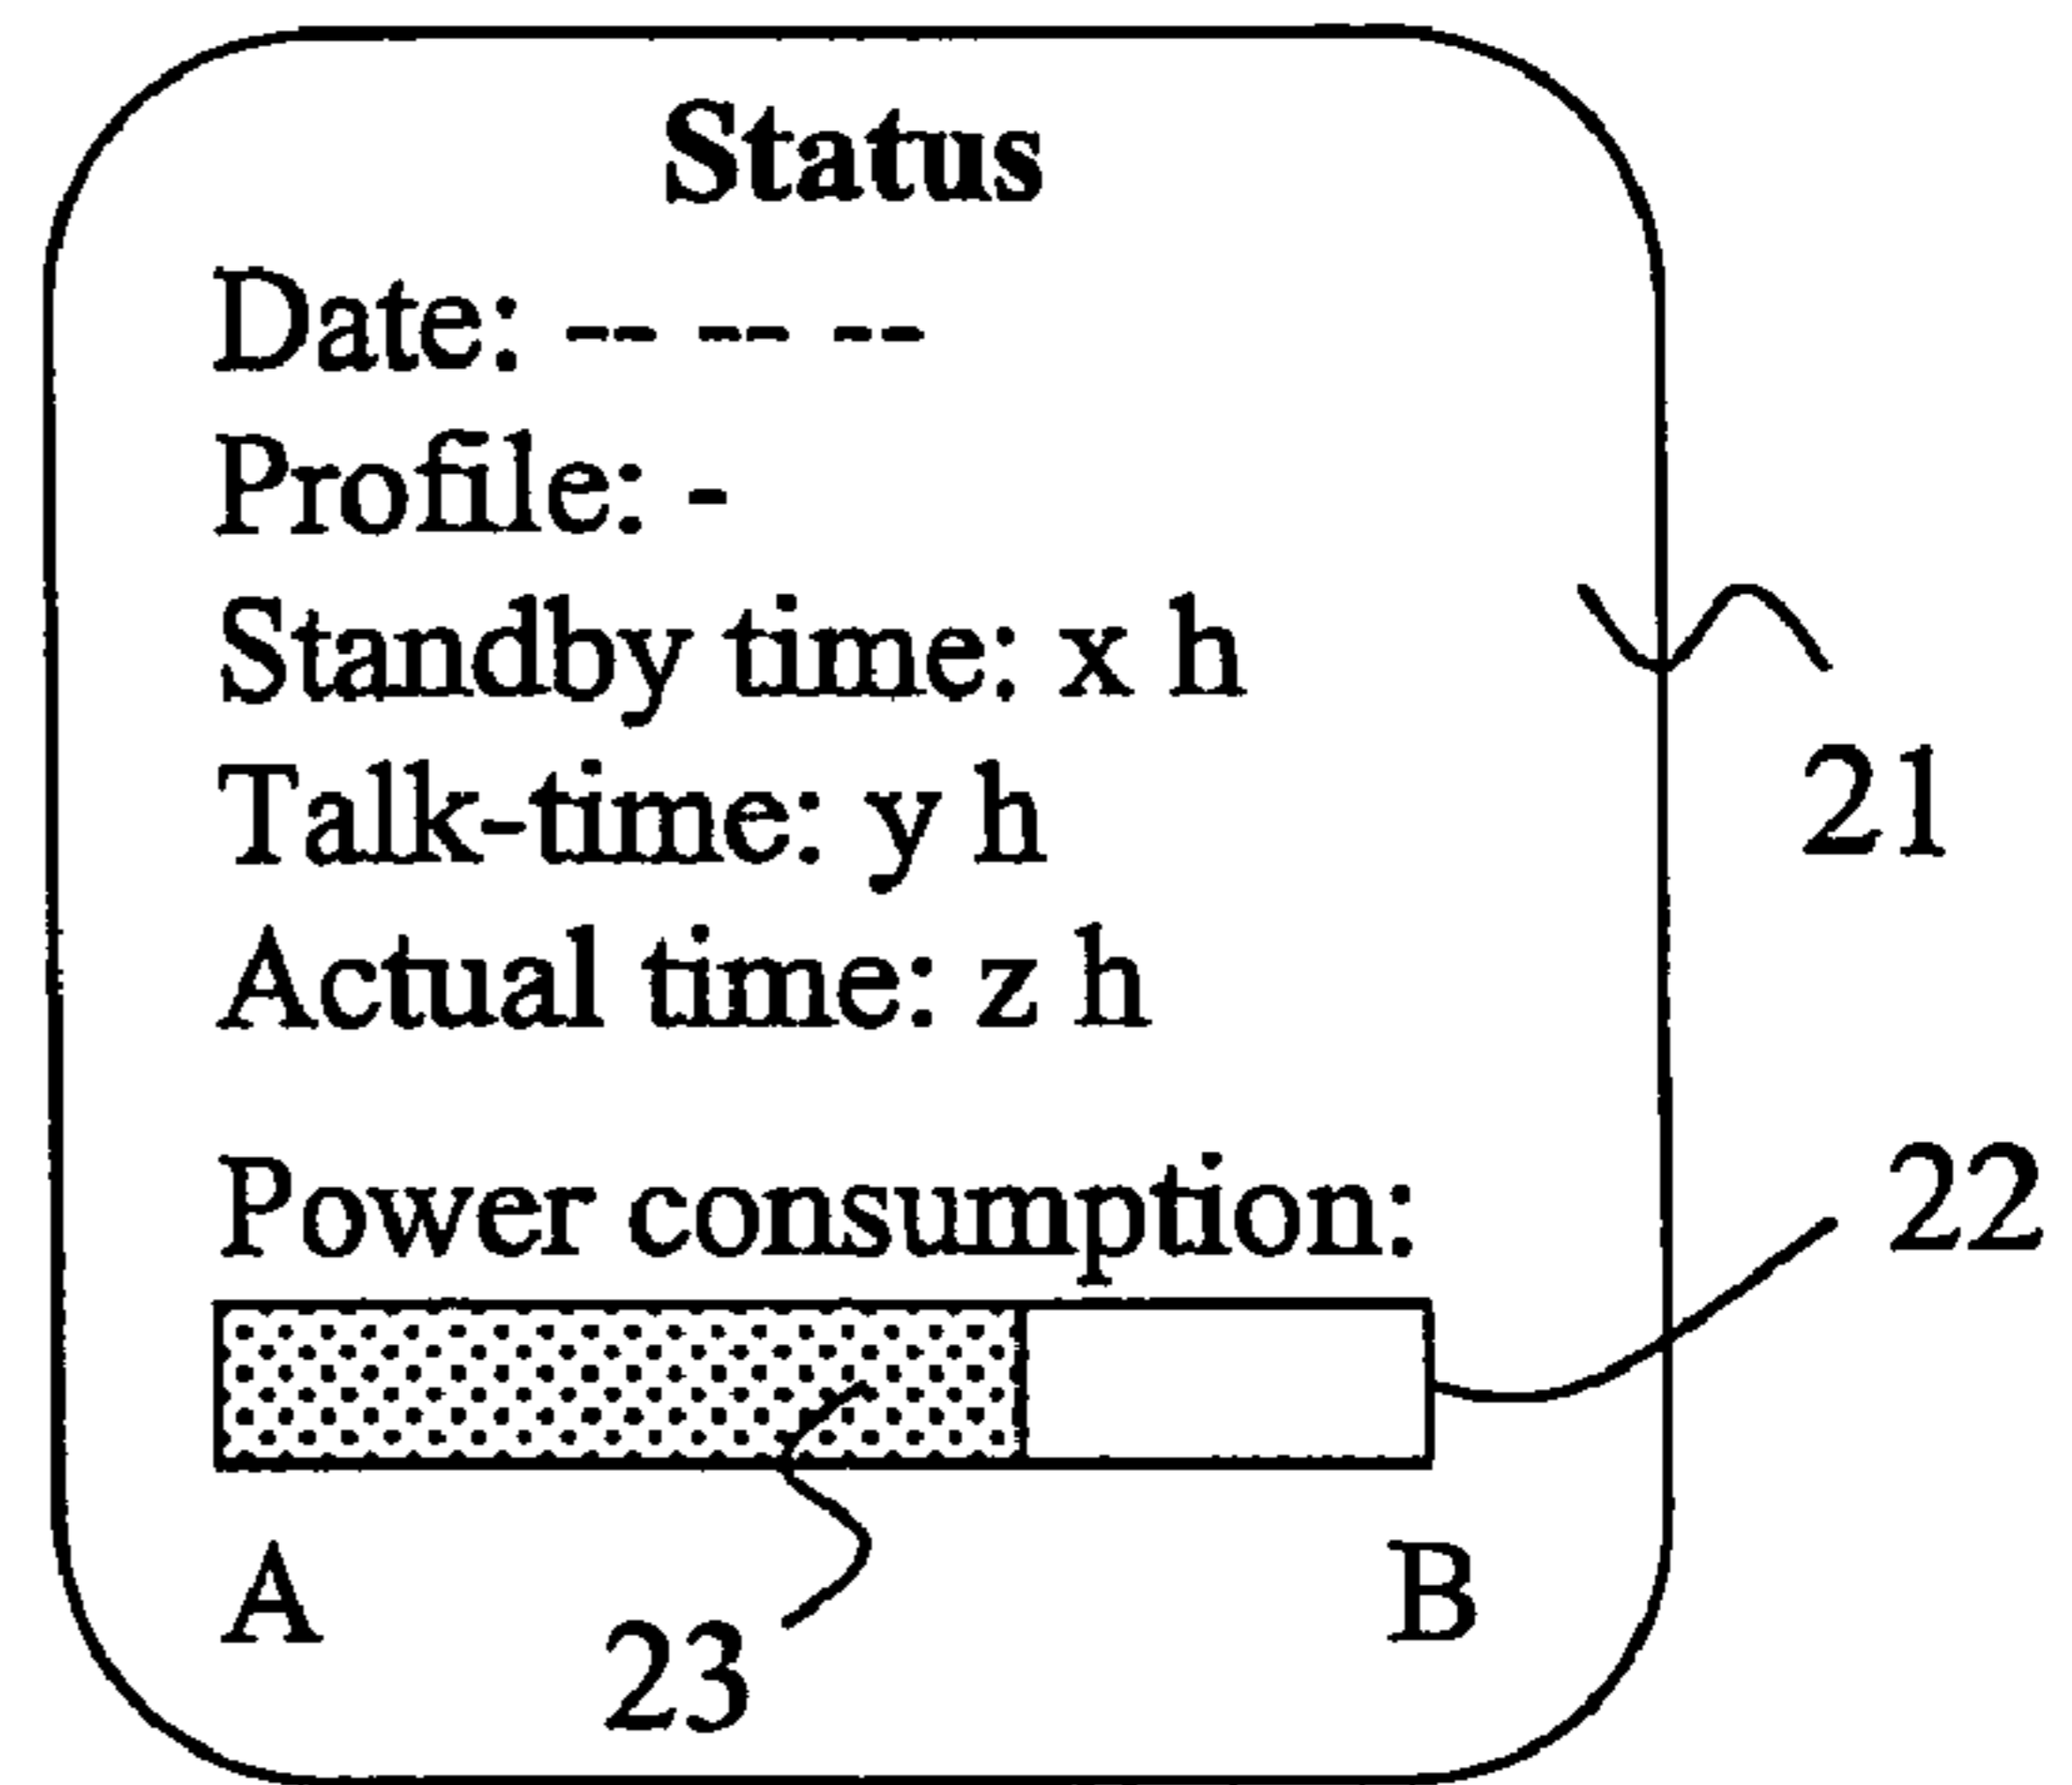 Status
Date: -- -- --
Profile: -
Standby time: x h
Talk-time: y h
21
Actual time: z h
Power consumption:
22
A
B
23